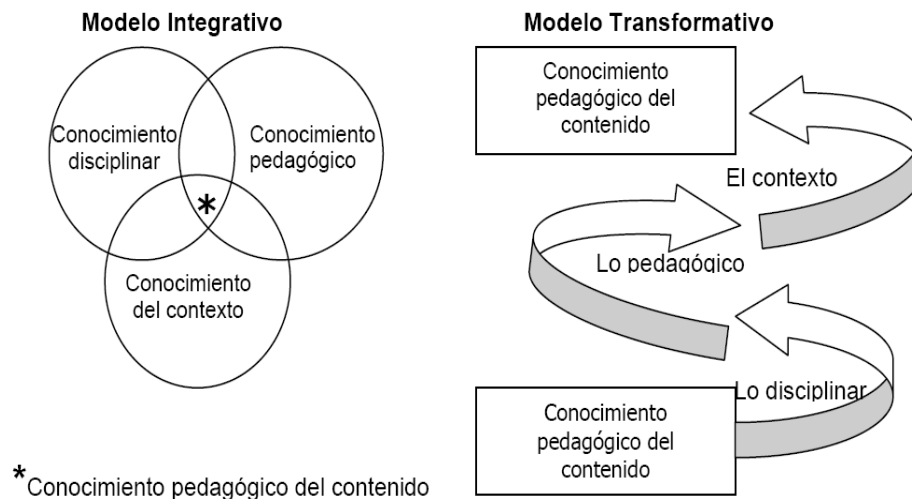 Modelo Integrativo
Conocimiento
disciplinar
Conocimiento
pedagógico
*
Conocimiento
del contexto
*Conocimiento pedagógico del contenido
Modelo Transformativo
Conocimiento
pedagógico del
contenido
El contexto
Lo pedagógico
Lo disciplinar
Conocimiento
pedagógico del
contenido